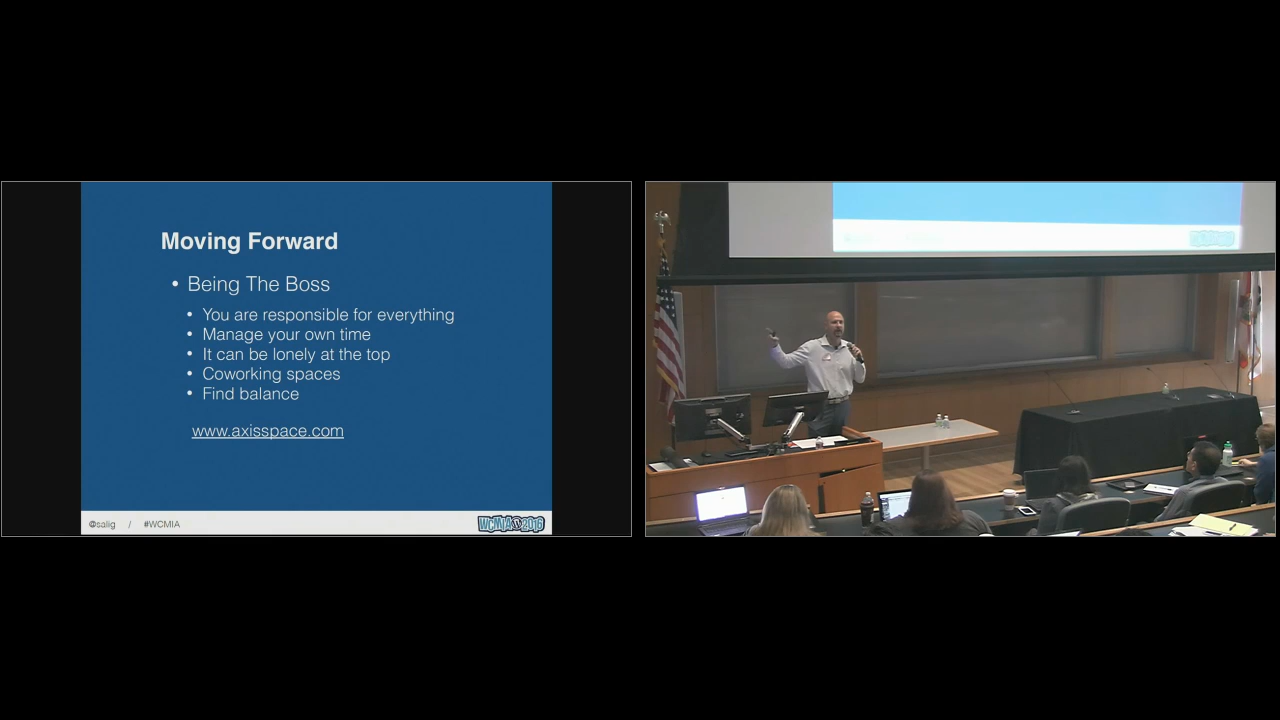 Moving Forward
• Being The Boss
• You are responsible for everything
• Manage your own time
• It can be lonely at the top
• Coworking spaces
• Find balance
www.axisspace.com
@salig / #WCMIA
WCMIA 2016